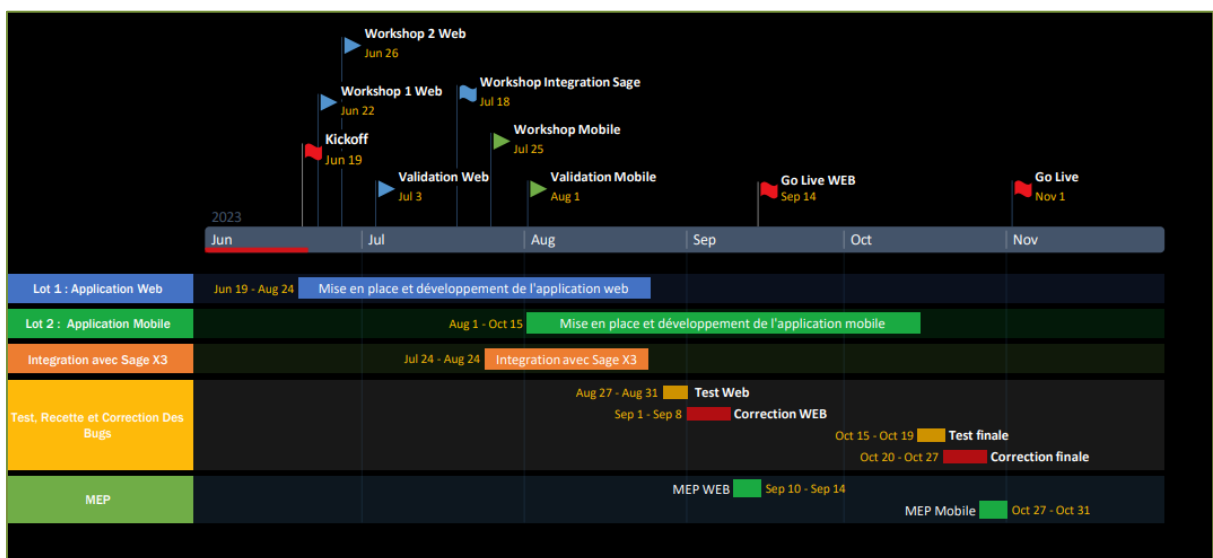 Workshop 2 Web
Jun 26
Workshop 1 Web
Jun 22
Workshop Integration Sage
Jul 18
Kickoff
Jun 19
Workshop Mobile
Jul 25
Validation Web
Jul 3
Validation Mobile
Aug 1
Go Live WEB
Sep 14
Go Live
Nov 1
2023
Jun Jul Aug Sep Oct Nov
Lot 1 : Application Web Jun 19 - Aug 24 Mise en place et développement de l'application web
Lot 2 : Application Mobile Aug 1 - Oct 15 Mise en place et développement de l'application mobile
Integration avec Sage X3 Jul 24 - Aug 24 Integration avec Sage X3
Test, Recette et Correction Des
Bugs
Aug 27 - Aug 31 Test Web
Sep 1 - Sep 8 Correction WEB
Oct 15 - Oct 19 Test finale
Oct 20 - Oct 27 Correction finale
MEP
MEP WEB Sep 10 - Sep 14
MEP Mobile Oct 27 - Oct 31